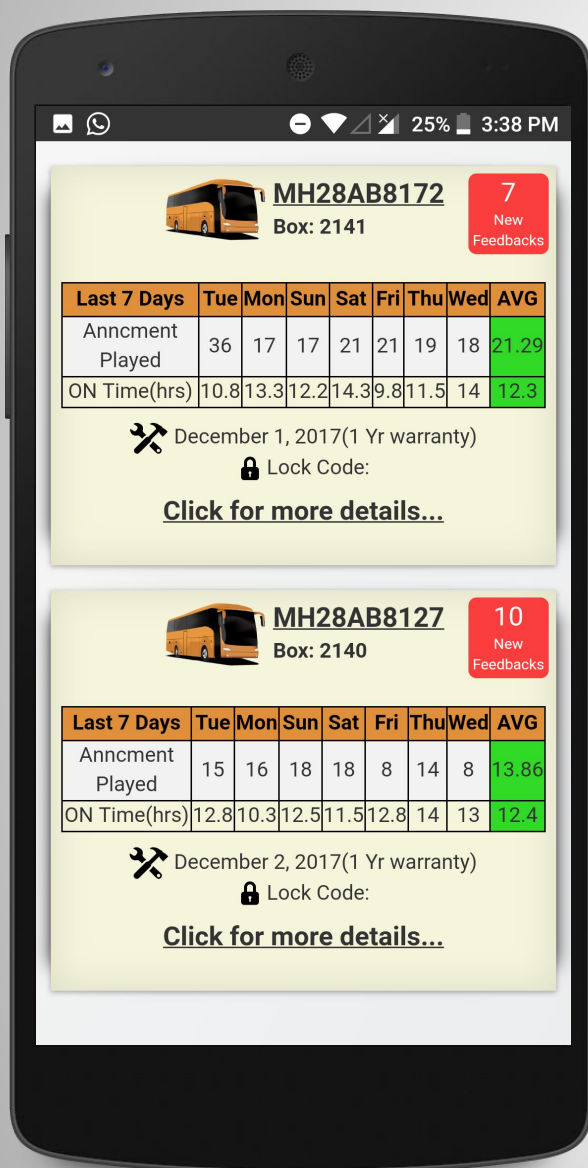 25% 3:38 PM
MH28AB8172
Box: 2141
7
New
Feedbacks
Last 7 Days Tue Mon Sun Sat Fri Thu Wed AVG
Anncment
Played 36 17 17 21 21 19 18 21.29
ON Time(hrs) 10.8 13.3 12.2 14.3 9.8 11.5 14 12.3
December 1, 2017(1 Yr warranty)
Lock Code:
Click for more details...
MH28AB8127
Box: 2140
10
New
Feedbacks
Last 7 Days Tue Mon Sun Sat Fri Thu Wed AVG
Anncment
Played 15 16 18 18 8 14 8 13.86
ON Time(hrs) 12.8 10.3 12.5 11.5 12.8 14 13 12.4
December 2, 2017(1 Yr warranty)
Lock Code:
Click for more details...